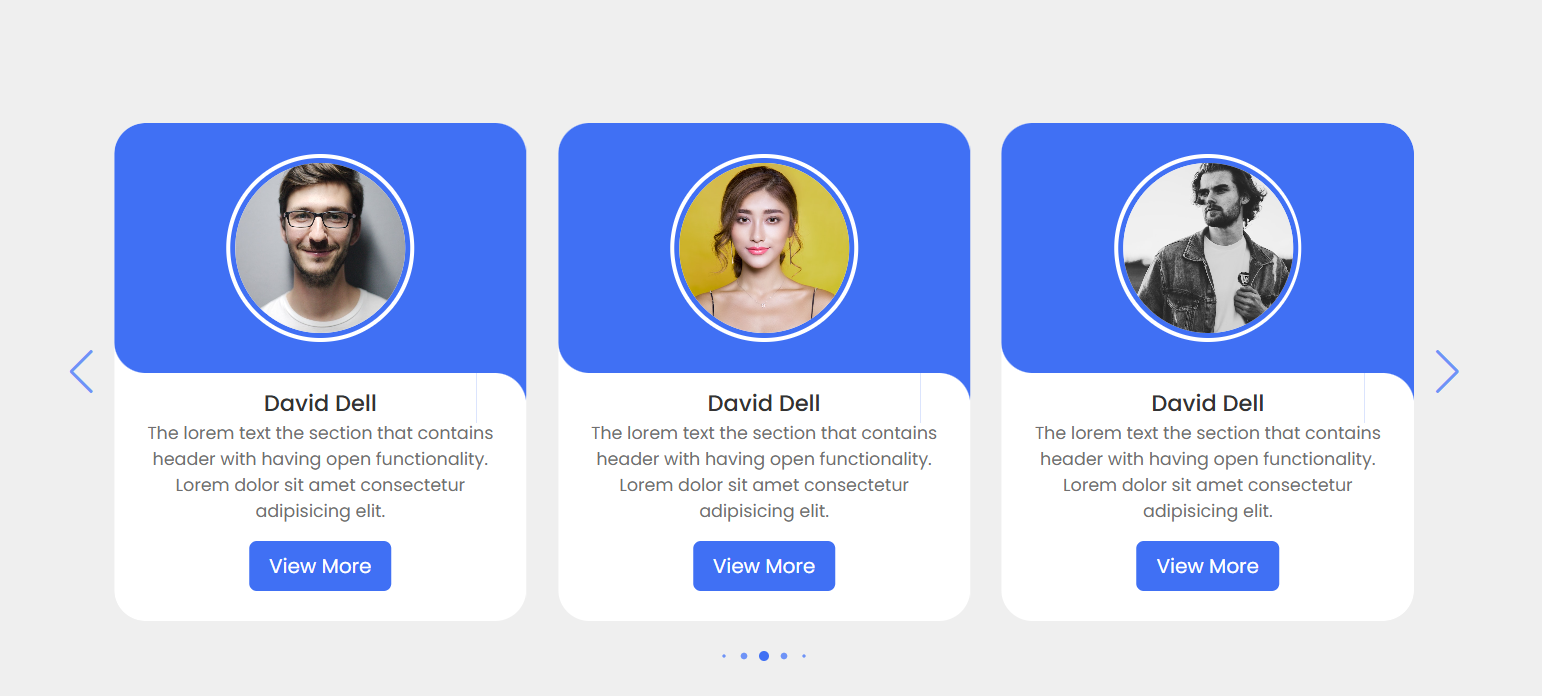 David Dell
The lorem text the section that contains
header with having open functionality.
Lorem dolor sit amet consectetur
adipisicing elit.
View More
David Dell
The lorem text the section that contains
header with having open functionality.
Lorem dolor sit amet consectetur
adipisicing elit.
View More
David Dell
The lorem text the section that contains
header with having open functionality.
Lorem dolor sit amet consectetur
adipisicing elit.
View More